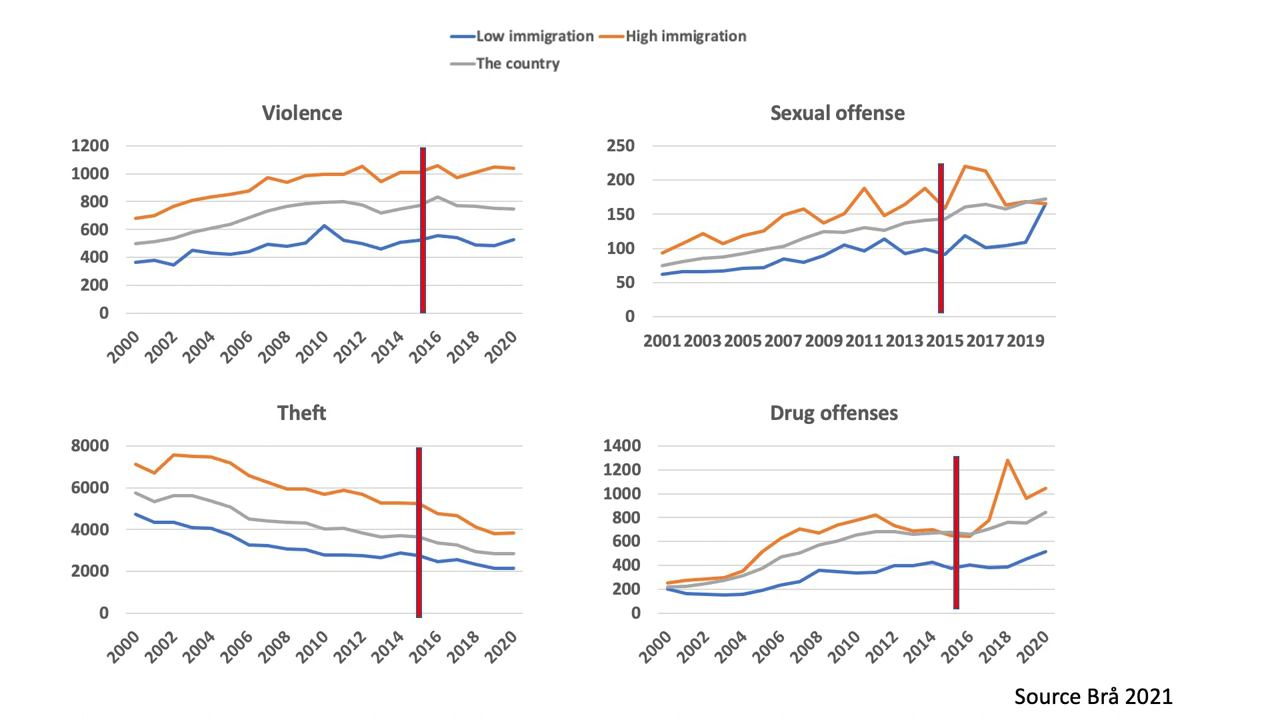 Low immigration High immigration
The country
Violence
1200
1000
800
600
400
200
0
2000 2002 2004 2006 2008 2010 2012 2014 2016 2018 2020
Sexual offense
250
200
150
100
50
0
2001 2003 2005 2007 2009 2011 2013 2015 2017 2019
Theft
8000
6000
4000
2000
0
2000 2002 2004 2006 2008 2010 2012 2014 2016 2018 2020
Drug offenses
1400
1200
1000
800
600
400
200
0
2000 2002 2004 2006 2008 2010 2012 2014 2016 2018 2020
Source Brå 2021